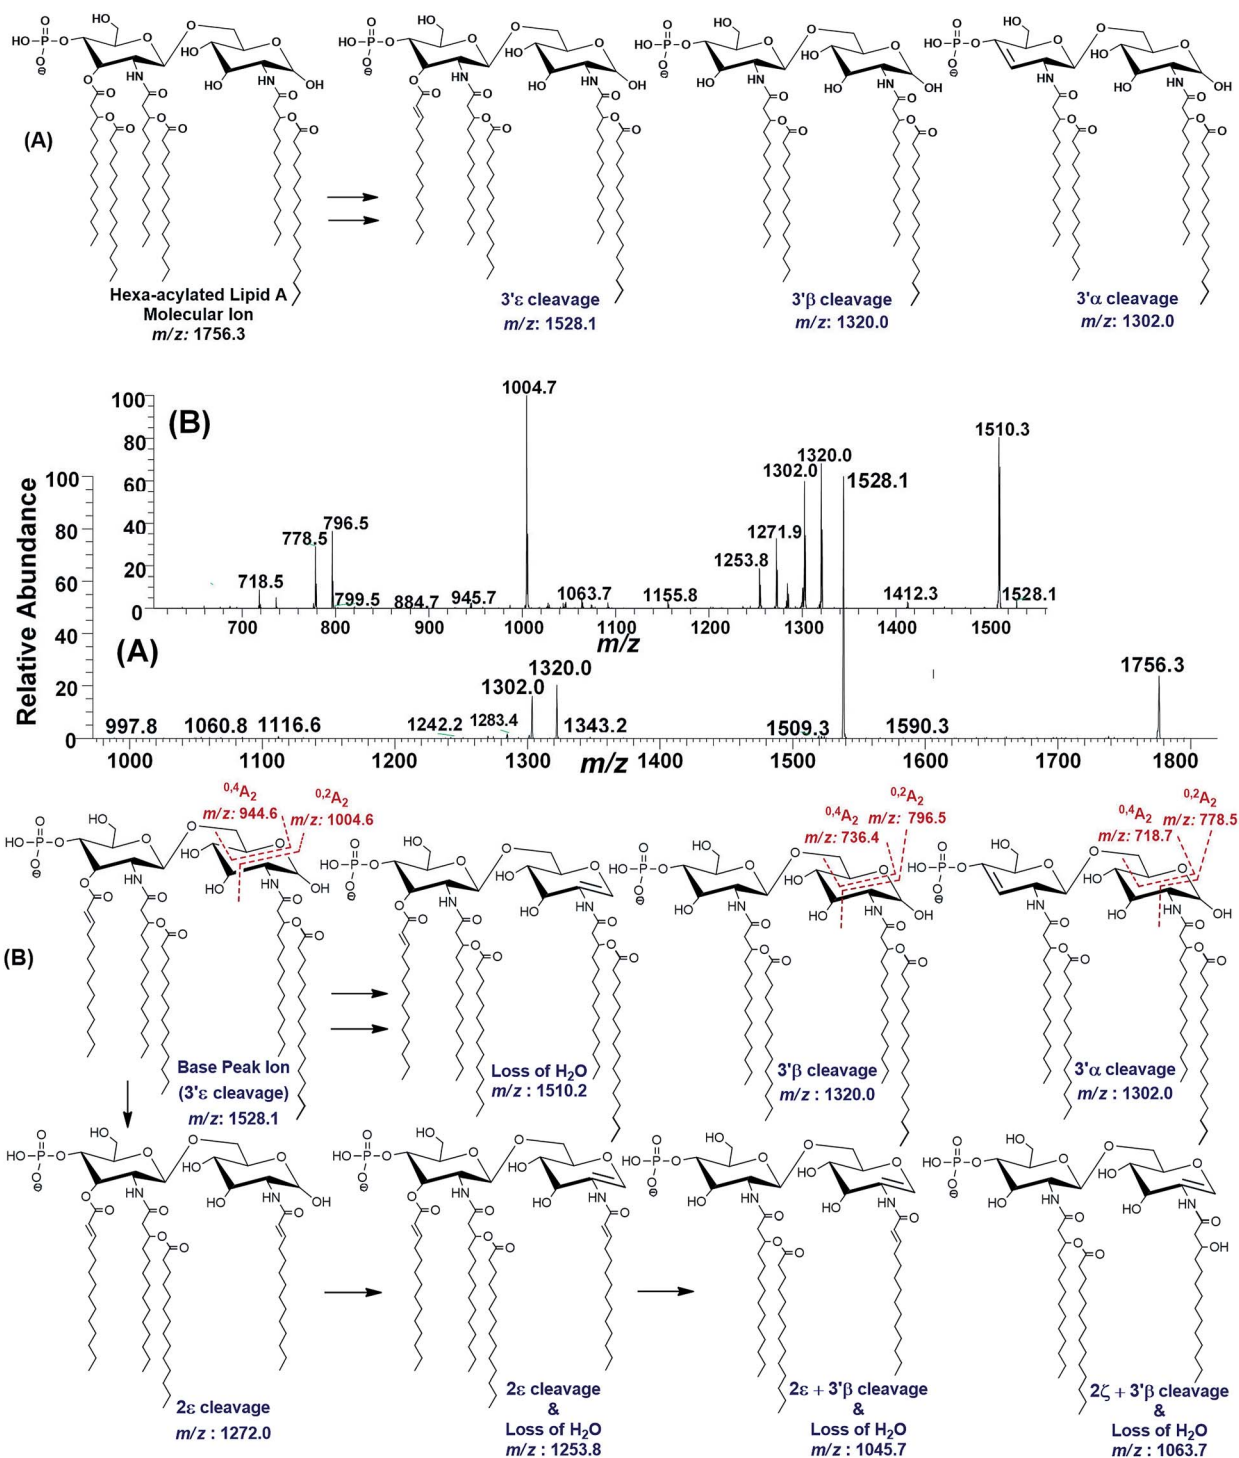 (A)
Hexa-acylated Lipid A
Molecular Ion
m/z: 1756.3
3'ε cleavage
m/z: 1528.1
3'β cleavage
m/z: 1320.0
3'α cleavage
m/z: 1302.0
Relative Abundance
(B)
100
80
60
40
20
0
1004.7
1510.3
1320.0
1302.0
1528.1
1271.9
1253.8
796.5
778.5
718.5
799.5
884.7
945.7
1063.7
1155.8
1412.3
1528.1
700 800 900 1000 1100 1200 1300 1400 1500
m/z
(A)
100
80
60
40
20
0
997.8
1060.8
1116.6
1242.2
1283.4
1302.0
1320.0
1343.2
1509.3
1590.3
1756.3
1000 1100 1200 1300 1400 1500 1600 1700 1800
m/z
(B)
0,4A2
m/z: 944.6
0,2A2
m/z: 1004.6
Base Peak Ion
(3'ε cleavage)
m/z: 1528.1
Loss of H2O
m/z : 1510.2
0,4A2
m/z: 736.4
0,2A2
m/z: 796.5
3'β cleavage
m/z : 1320.0
0,4A2
m/z: 718.7
0,2A2
m/z: 778.5
3'α cleavage
m/z : 1302.0
2ε cleavage
m/z : 1272.0
2ε cleavage
&
Loss of H2O
m/z : 1253.8
2ε + 3'β cleavage
&
Loss of H2O
m/z : 1045.7
2ζ + 3'β cleavage
&
Loss of H2O
m/z : 1063.7